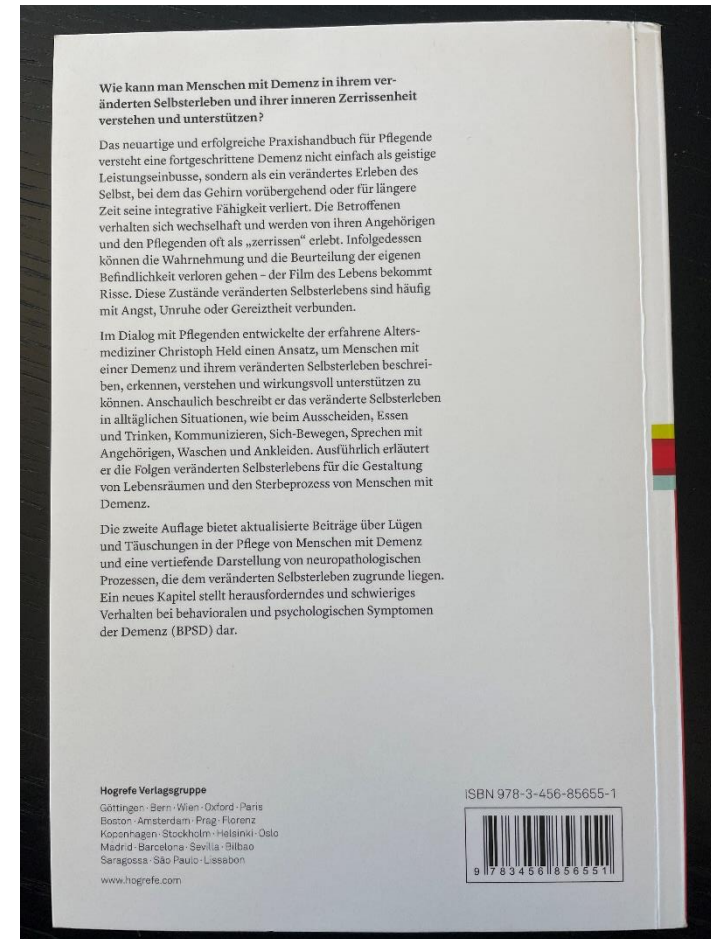 Wie kann man Menschen mit Demenz in ihrem ver-
änderten Selbsterleben und ihrer inneren Zerrissenheit
verstehen und unterstützen?
Das neuartige und erfolgreiche Praxishandbuch für Pflegende
versteht eine fortgeschrittene Demenz nicht einfach als geistige
Leistungseinbusse, sondern als ein verändertes Erleben des
Selbst, bei dem das Gehirn vorübergehend oder für längere
Zeit seine integrative Fähigkeit verliert. Die Betroffenen
verhalten sich wechselhaft und werden von ihren Angehörigen
und den Pflegenden oft als „zerrissen“ erlebt. Infolgedessen
können die Wahrnehmung und die Beurteilung der eigenen
Befindlichkeit verloren gehen – der Film des Lebens bekommt
Risse. Diese Zustände veränderten Selbsterlebens sind häufig
mit Angst, Unruhe oder Gereiztheit verbunden.
Im Dialog mit Pflegenden entwickelte der erfahrene Alters-
mediziner Christoph Held einen Ansatz, um Menschen mit
einer Demenz und ihrem veränderten Selbsterleben beschrei-
ben, erkennen, verstehen und wirkungsvoll unterstützen zu
können. Anschaulich beschreibt er das veränderte Selbsterleben
in alltäglichen Situationen, wie beim Ausscheiden, Essen
und Trinken, Kommunizieren, Sich-Bewegen, Sprechen mit
Angehörigen, Waschen und Ankleiden. Ausführlich erläutert
er die Folgen veränderten Selbsterlebens für die Gestaltung
von Lebensräumen und den Sterbeprozess von Menschen mit
Demenz.
Die zweite Auflage bietet aktualisierte Beiträge über Lügen
und Täuschungen in der Pflege von Menschen mit Demenz
und eine vertiefende Darstellung von neuropathologischen
Prozessen, die dem veränderten Selbsterleben zugrunde liegen.
Ein neues Kapitel stellt herausforderndes und schwieriges
Verhalten bei behavioralen und psychologischen Symptomen
der Demenz (BPSD) dar.
Hogrefe Verlagsgruppe
Göttingen · Bern · Wien · Oxford · Paris
Boston · Amsterdam · Prag · Florenz
Kopenhagen · Stockholm · Helsinki · Oslo
Madrid · Barcelona · Sevilla · Bilbao
Saragossa · São Paulo · Lissabon
www.hogrefe.com
ISBN 978-3-456-85655-1
9 783456 856551